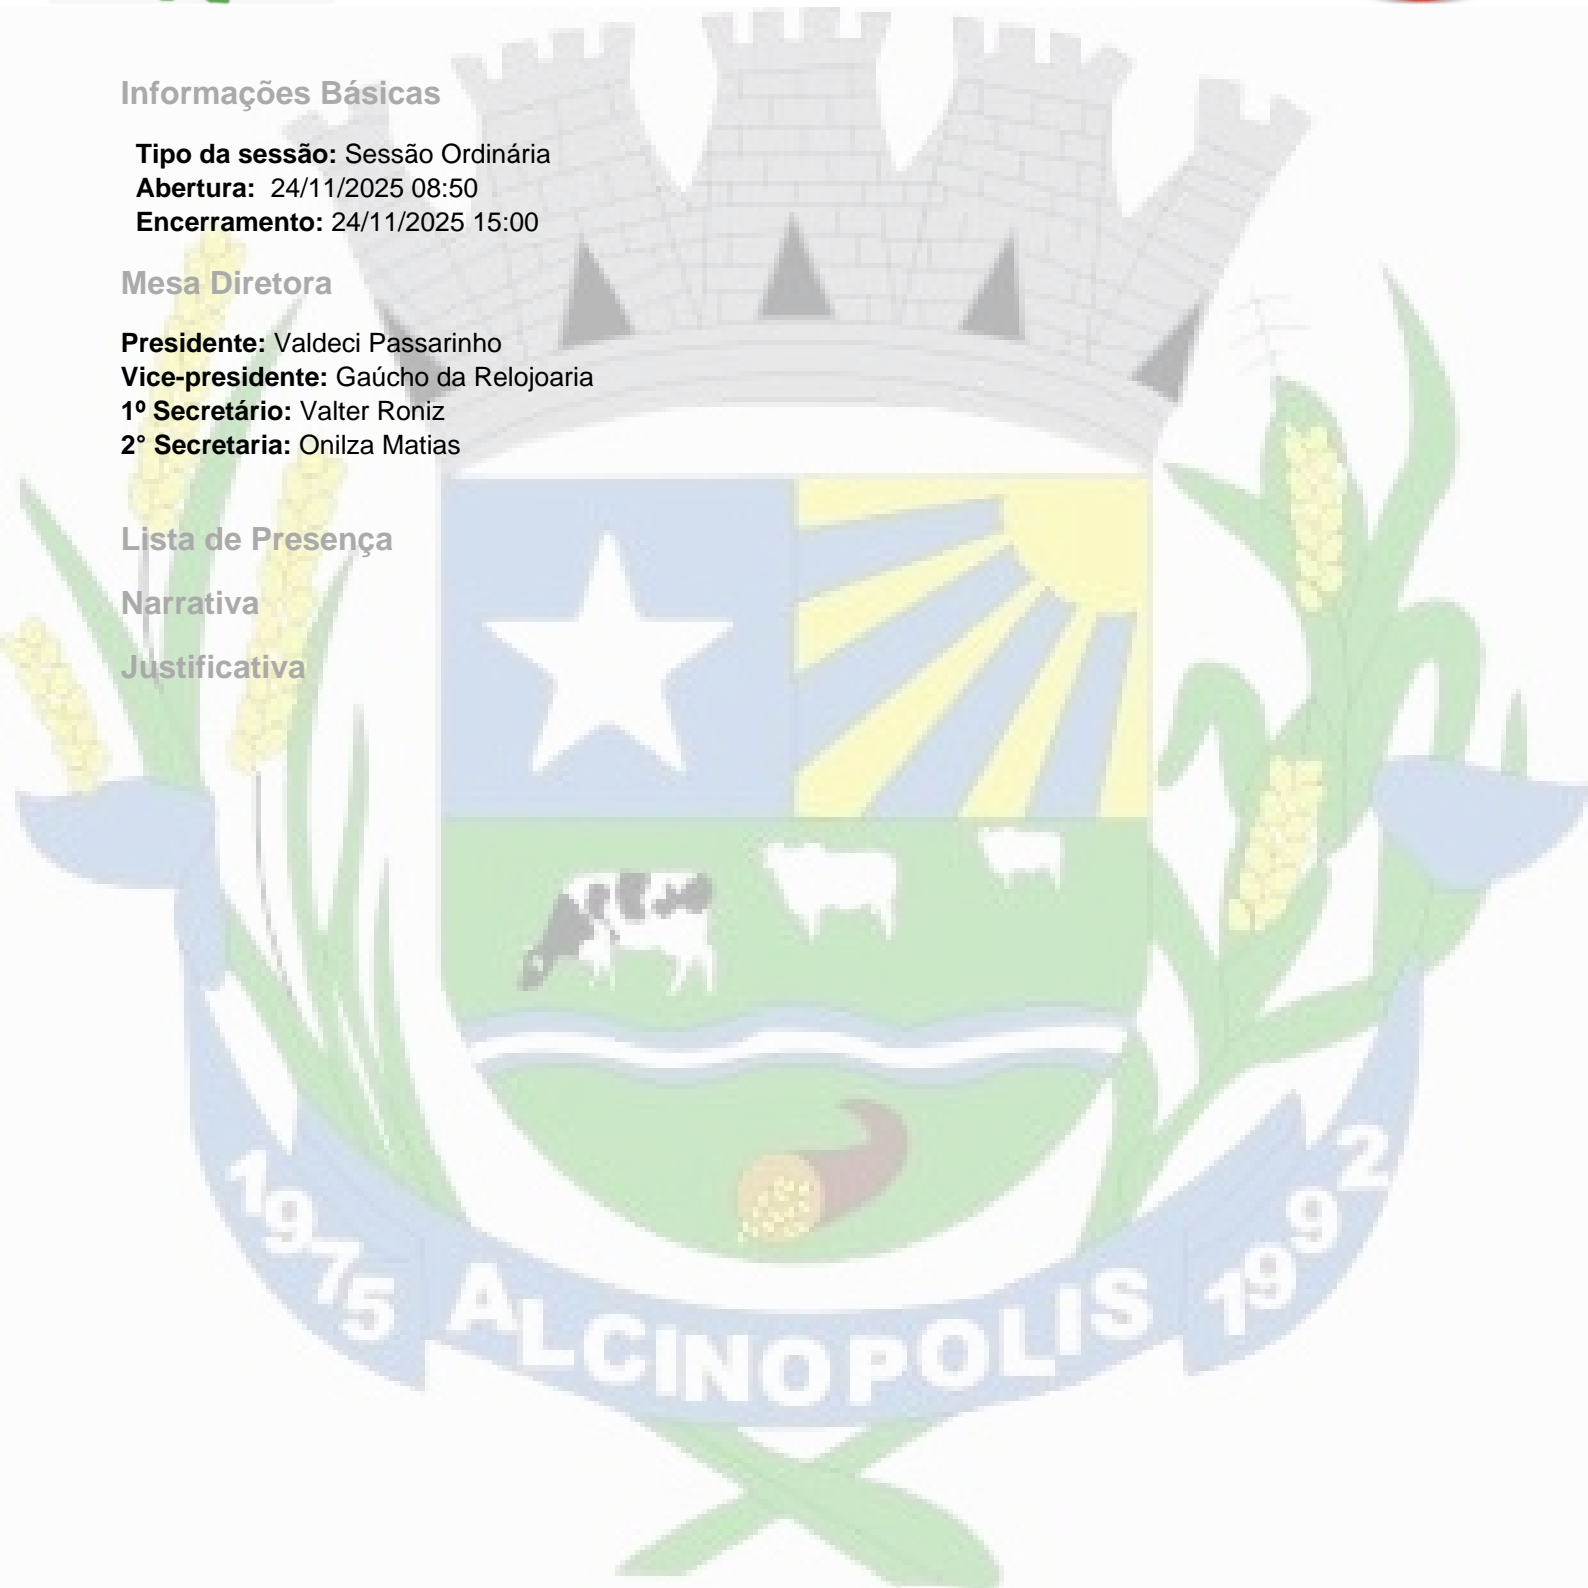 Informações Básicas
Tipo da sessão: Sessão Ordinária
Abertura: 24/11/2025 08:50
Encerramento: 24/11/2025 15:00
Mesa Diretora
Presidente: Valdeci Passarinho
Vice-presidente: Gaúcho da Relojoaria
1º Secretário: Valter Roniz
2° Secretaria: Onilza Matias
Lista de Presença
Narrativa
Justificativa
1975 ALCINOPOLIS 1992